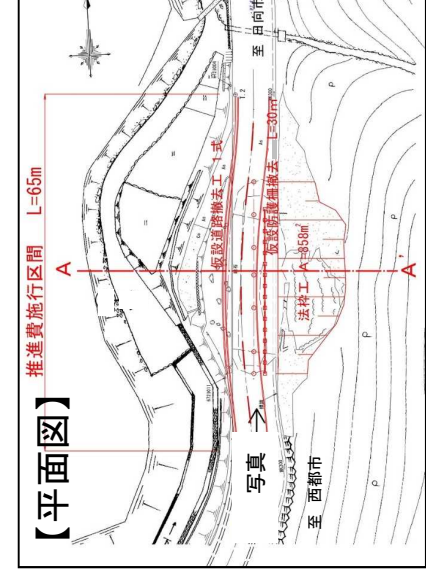 【平面図】
推進費施行区間 L=65m
A
仮設道路撤去工 1式
仮設防護柵撤去 L=30m
法枠工 A=858㎡
A'
写真
至 日向市
至 西都市